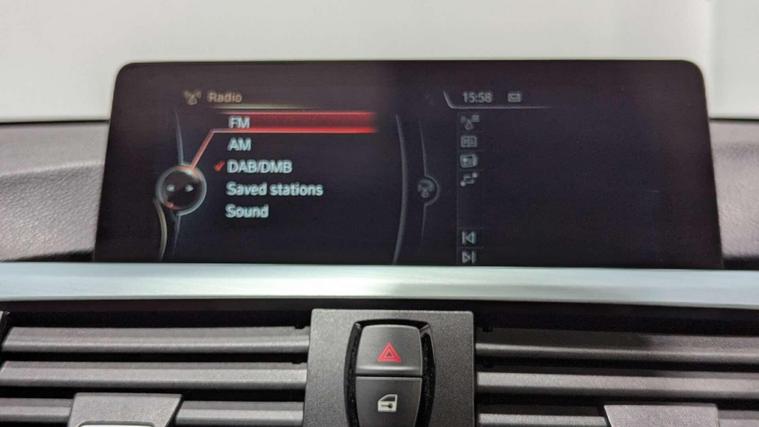 Radio
15:58
FM
AM
DAB/DMB
Saved stations
Sound